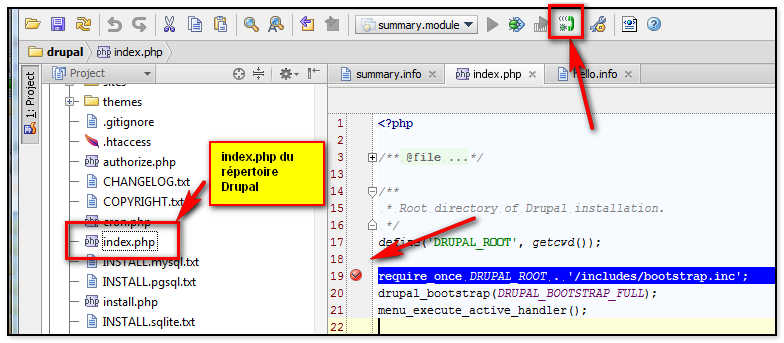 summary.module
drupal
index.php
1: Project
Project
summary.info
index.php
hello.info
themes
.gitignore
.htaccess
authorize.php
CHANGELOG.txt
COPYRIGHT.txt
cron.php
index.php
INSTALL.mysql.txt
INSTALL.pgsql.txt
install.php
INSTALL.sqlite.txt
index.php du
répertoire
Drupal
1 <?php
2
3 /** @file ...*/
13
14 /**
15 * Root directory of Drupal installation.
16 */
17 define('DRUPAL_ROOT', getcwd());
18
19 require_once DRUPAL_ROOT . '/includes/bootstrap.inc';
20 drupal_bootstrap(DRUPAL_BOOTSTRAP_FULL);
21 menu_execute_active_handler();
22